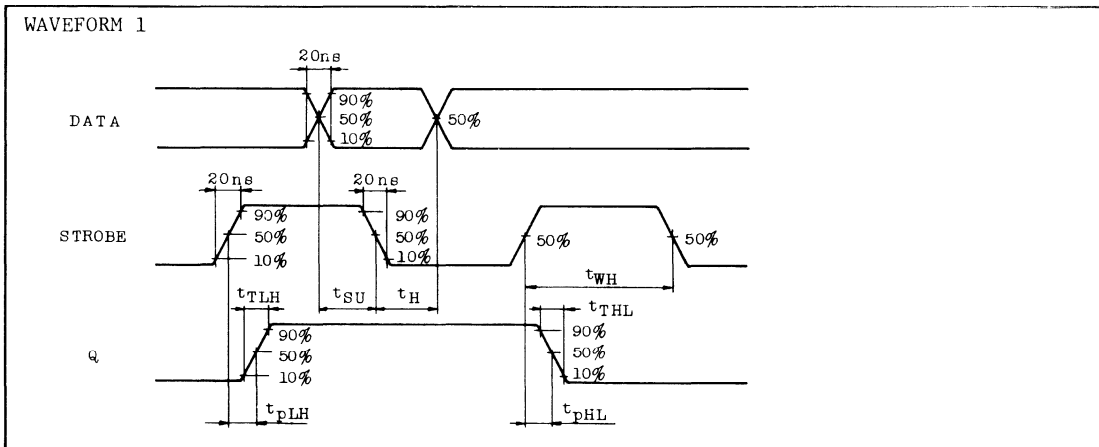 WAVEFORM 1
20ns
90%
DATA
50%
50%
10%
20ns
20ns
90%
90%
STROBE
50%
50%
50%
50%
10%
10%
tWH
tTLH
tSU
tH
tTHL
90%
90%
Q
50%
50%
10%
10%
tpLH
tpHL